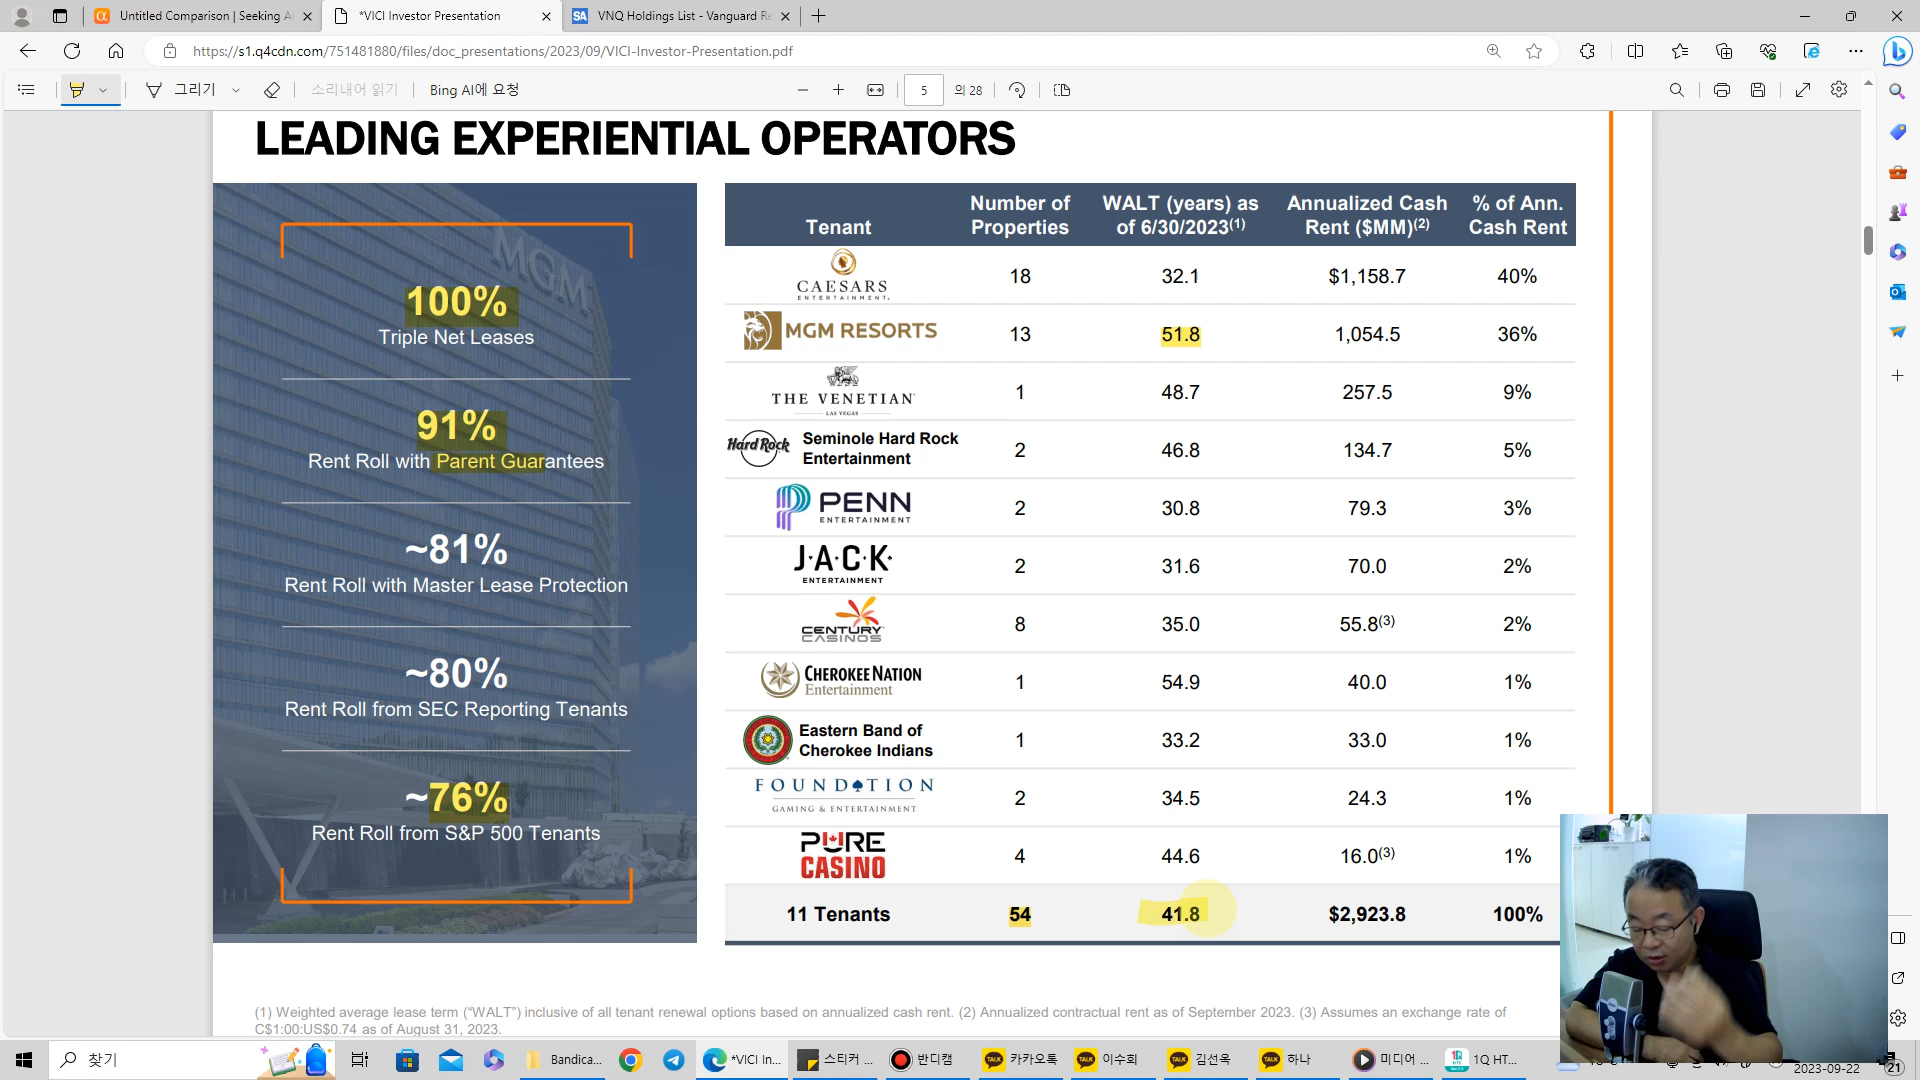 Untitled Comparison | Seeking A
*VICI Investor Presentation
SA VNQ Holdings List - Vanguard Re
https://s1.q4cdn.com/751481880/files/doc_presentations/2023/09/VICI-Investor-Presentation.pdf
그리기
소리내어 읽기
Bing AI에 요청
5 의 28
LEADING EXPERIENTIAL OPERATORS
MGM
100%
Triple Net Leases
91%
Rent Roll with Parent Guarantees
~81%
Rent Roll with Master Lease Protection
~80%
Rent Roll from SEC Reporting Tenants
~76%
Rent Roll from S&P 500 Tenants
Tenant
Number of Properties
WALT (years) as of 6/30/2023(1)
Annualized Cash Rent ($MM)(2)
% of Ann. Cash Rent
CAESARS ENTERTAINMENT. 18 32.1 $1,158.7 40%
MGM RESORTS 13 51.8 1,054.5 36%
THE VENETIAN LAS VEGAS 1 48.7 257.5 9%
Hard Rock Seminole Hard Rock Entertainment 2 46.8 134.7 5%
PENN ENTERTAINMENT 2 30.8 79.3 3%
J·A·C·K· ENTERTAINMENT 2 31.6 70.0 2%
CENTURY CASINOS 8 35.0 55.8(3) 2%
CHEROKEE NATION Entertainment 1 54.9 40.0 1%
Eastern Band of Cherokee Indians 1 33.2 33.0 1%
FOUNDATION GAMING & ENTERTAINMENT 2 34.5 24.3 1%
PURE CASINO 4 44.6 16.0(3) 1%
11 Tenants 54 41.8 $2,923.8 100%
(1) Weighted average lease term ("WALT") inclusive of all tenant renewal options based on annualized cash rent. (2) Annualized contractual rent as of September 2023. (3) Assumes an exchange rate of
C$1:00:US$0.74 as of August 31, 2023.
찾기
Bandica...
*VICI In...
스티커 ...
반디캠
TALK 카카오톡
TALK 이수회
TALK 김선옥
TALK 하나
미디어 ...
1Q HT...
2023-09-22
21